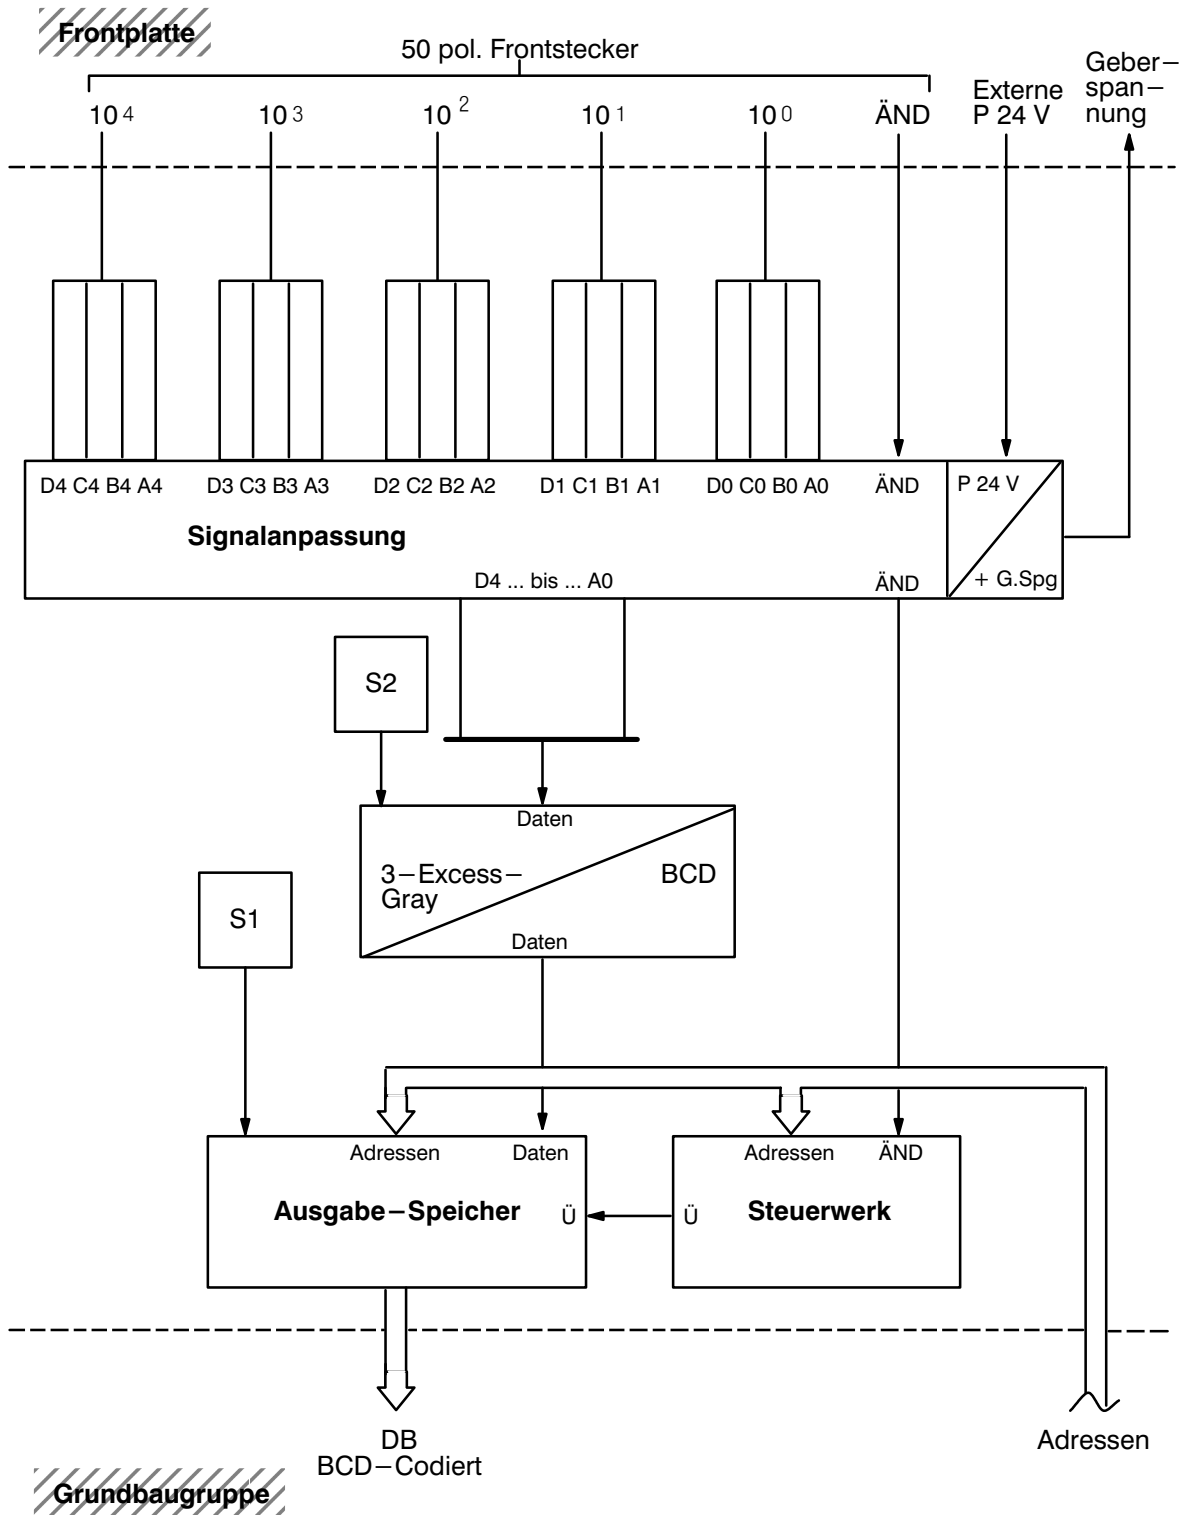 Frontplatte
50 pol. Frontstecker
Geber–
span–
nung
Externe
P 24 V
10 4 10 3 10 2 10 1 10 0 ÄND
D4 C4 B4 A4 D3 C3 B3 A3 D2 C2 B2 A2 D1 C1 B1 A1 D0 C0 B0 A0 ÄND P 24 V
Signalanpassung
D4 ... bis ... A0 ÄND + G.Spg
S2
Daten
3–Excess–
Gray
BCD
Daten
S1
Adressen Daten Adressen ÄND
Ausgabe–Speicher Ü Ü Steuerwerk
DB
BCD–Codiert
Adressen
Grundbaugruppe